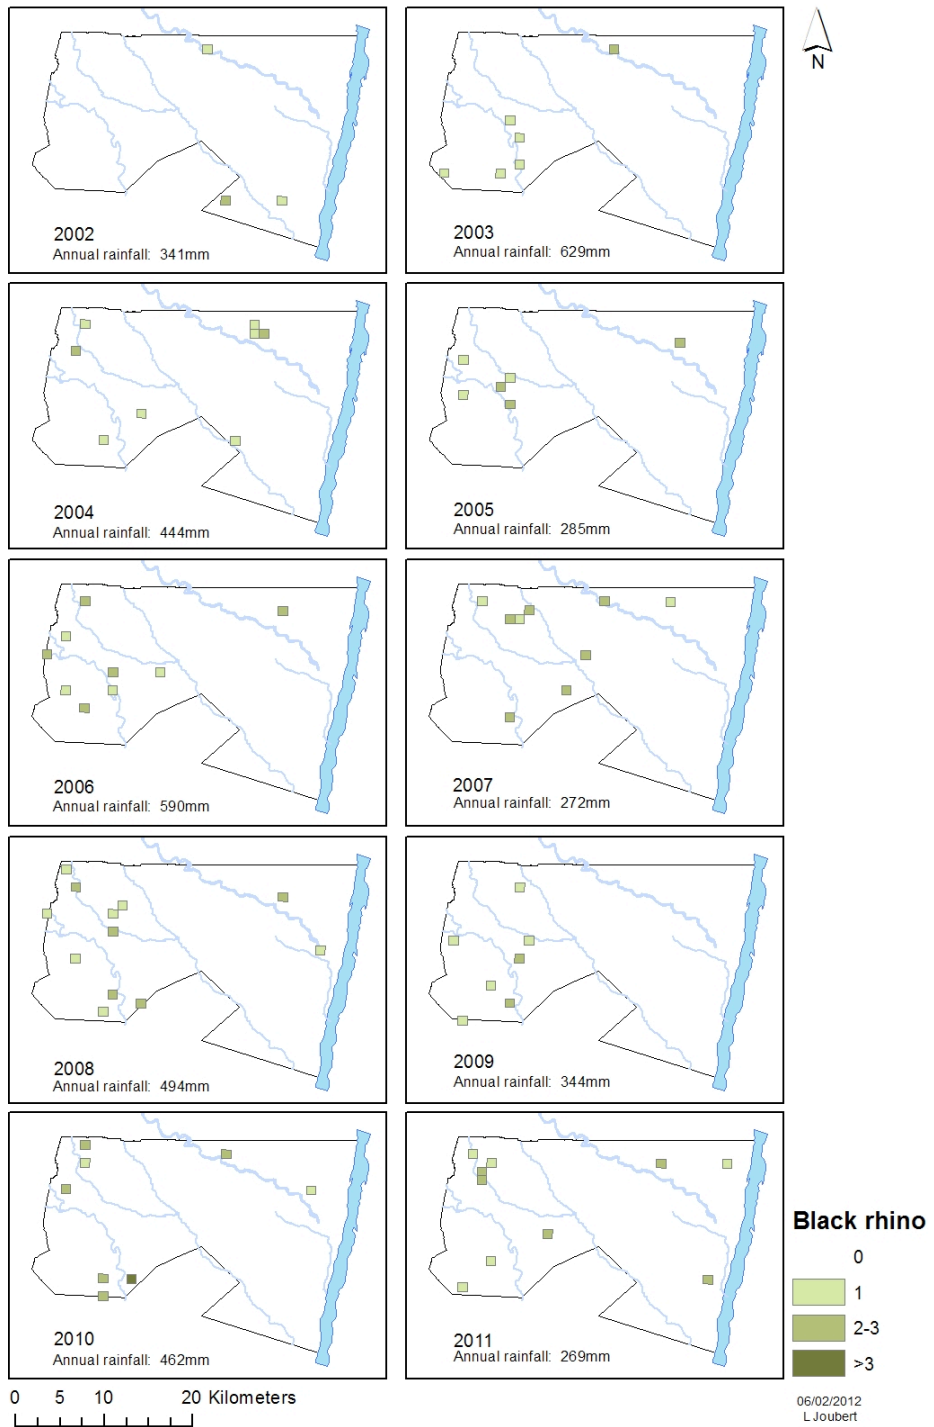 N
2002
Annual rainfall: 341mm
2003
Annual rainfall: 629mm
2004
Annual rainfall: 444mm
2005
Annual rainfall: 285mm
2006
Annual rainfall: 590mm
2007
Annual rainfall: 272mm
2008
Annual rainfall: 494mm
2009
Annual rainfall: 344mm
2010
Annual rainfall: 462mm
2011
Annual rainfall: 269mm
Black rhino
0
1
2-3
>3
0 5 10 20 Kilometers
06/02/2012
L Joubert